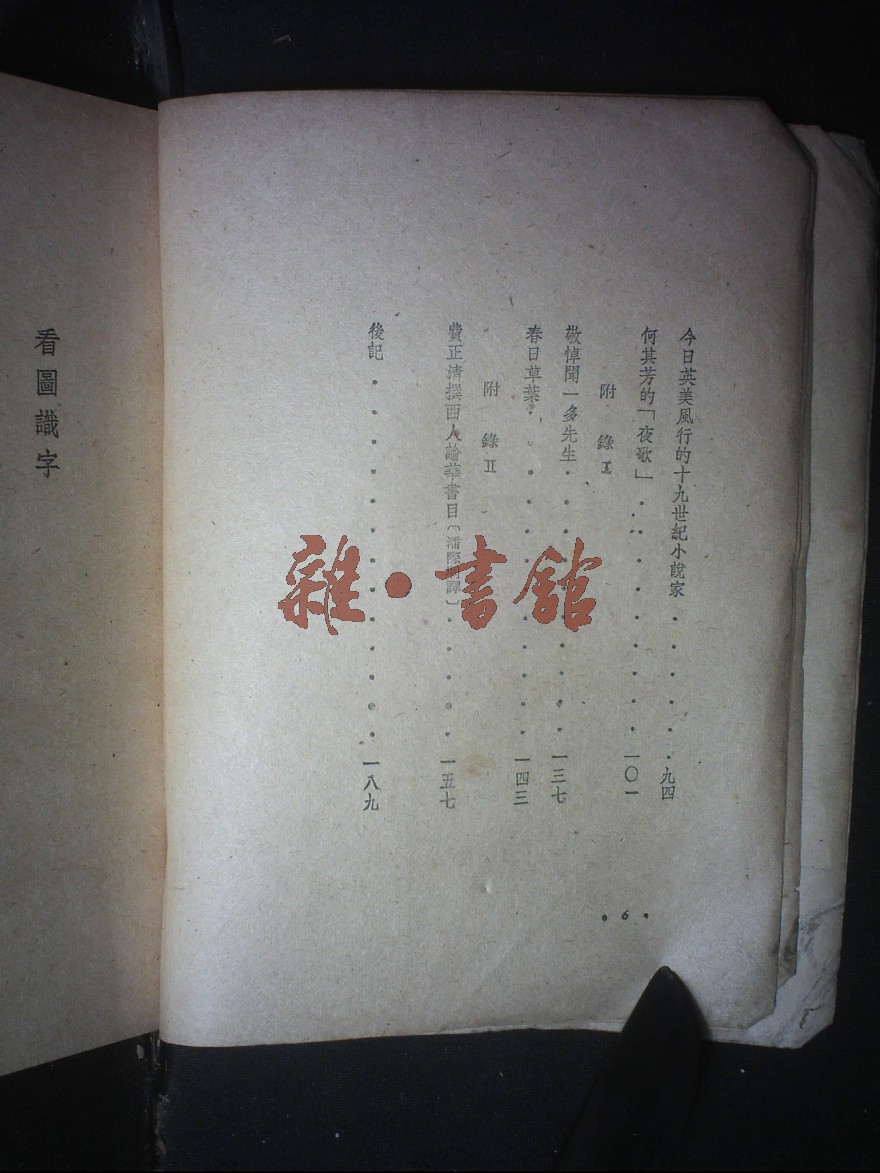 今日英美風行的十九世紀小說家・・・・・・九四
何其芳的「夜歌」・・・・・・・・・一〇一
附錄I
敬悼聞一多先生・・・・・・・・・・一三七
春日草葉・・・・・・・・・・・・一四三
附錄II
費正清撰西人論華書目〔潘際坰譯〕・・・・・一五七
後記・・・・・・・・・・・・一八九
・6・
看圖識字
雜・書館